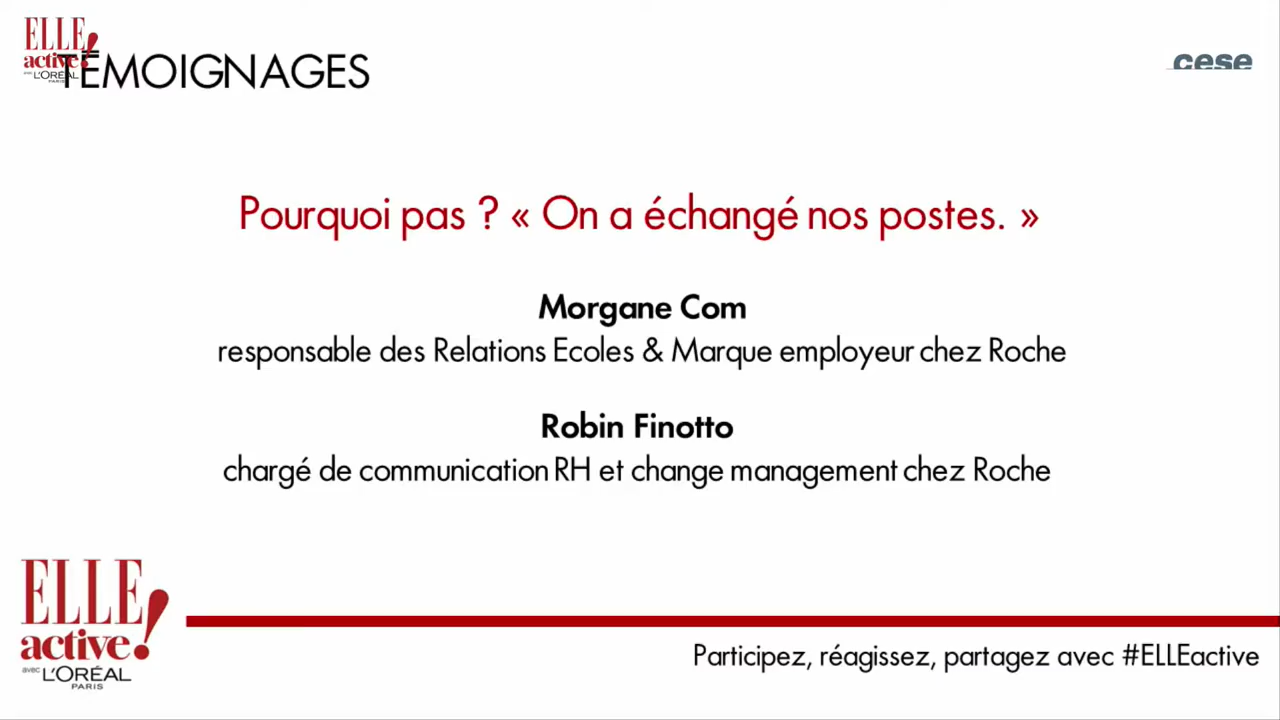 ELLE
active!
avec L'ORÉAL
PARIS
TÉMOIGNAGES
cese
Pourquoi pas ? « On a échangé nos postes. »
Morgane Com
responsable des Relations Ecoles & Marque employeur chez Roche
Robin Finotto
chargé de communication RH et change management chez Roche
ELLE
active!
avec L'ORÉAL
PARIS
Participez, réagissez, partagez avec #ELLEactive